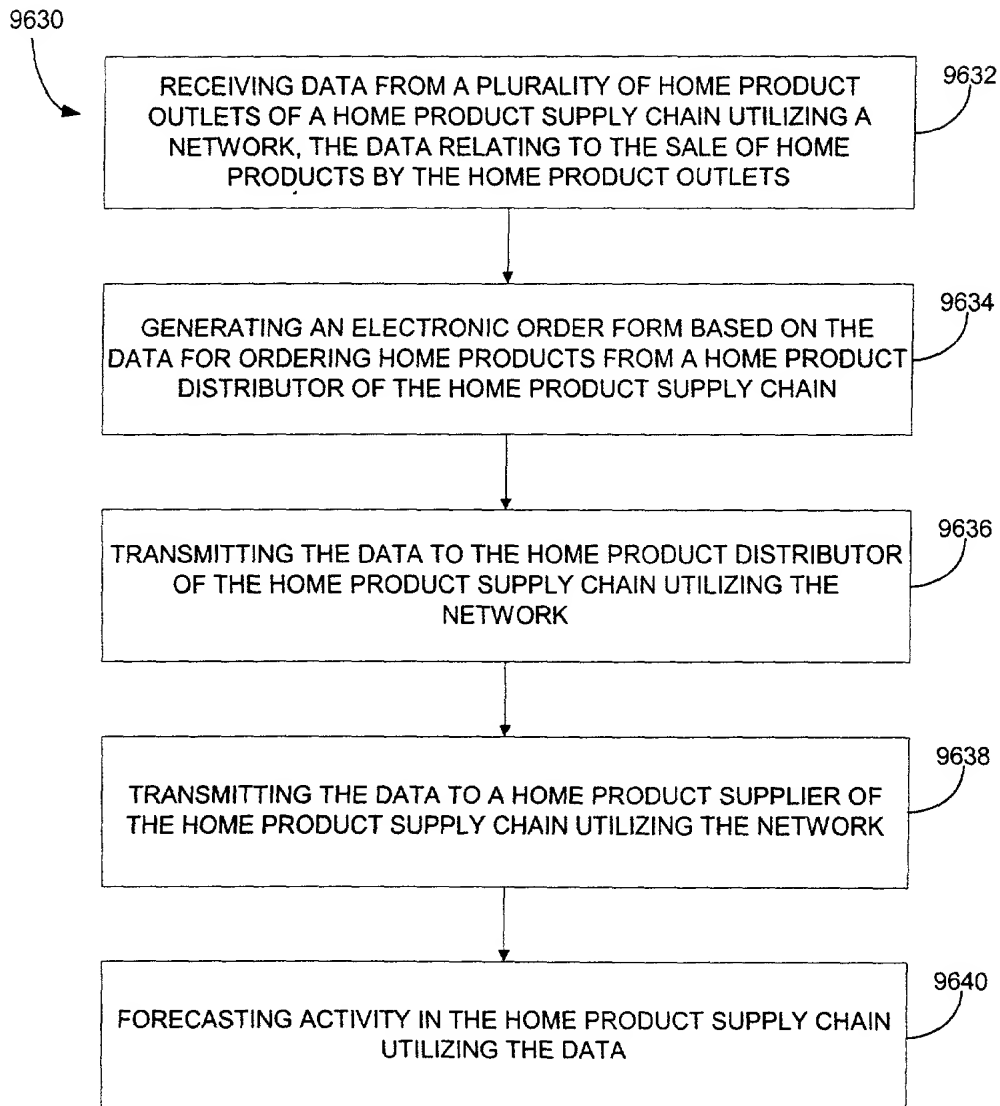 9630
RECEIVING DATA FROM A PLURALITY OF HOME PRODUCT
OUTLETS OF A HOME PRODUCT SUPPLY CHAIN UTILIZING A
NETWORK, THE DATA RELATING TO THE SALE OF HOME
PRODUCTS BY THE HOME PRODUCT OUTLETS
9632
GENERATING AN ELECTRONIC ORDER FORM BASED ON THE
DATA FOR ORDERING HOME PRODUCTS FROM A HOME PRODUCT
DISTRIBUTOR OF THE HOME PRODUCT SUPPLY CHAIN
9634
TRANSMITTING THE DATA TO THE HOME PRODUCT DISTRIBUTOR
OF THE HOME PRODUCT SUPPLY CHAIN UTILIZING THE
NETWORK
9636
TRANSMITTING THE DATA TO A HOME PRODUCT SUPPLIER OF
THE HOME PRODUCT SUPPLY CHAIN UTILIZING THE NETWORK
9638
FORECASTING ACTIVITY IN THE HOME PRODUCT SUPPLY CHAIN
UTILIZING THE DATA
9640